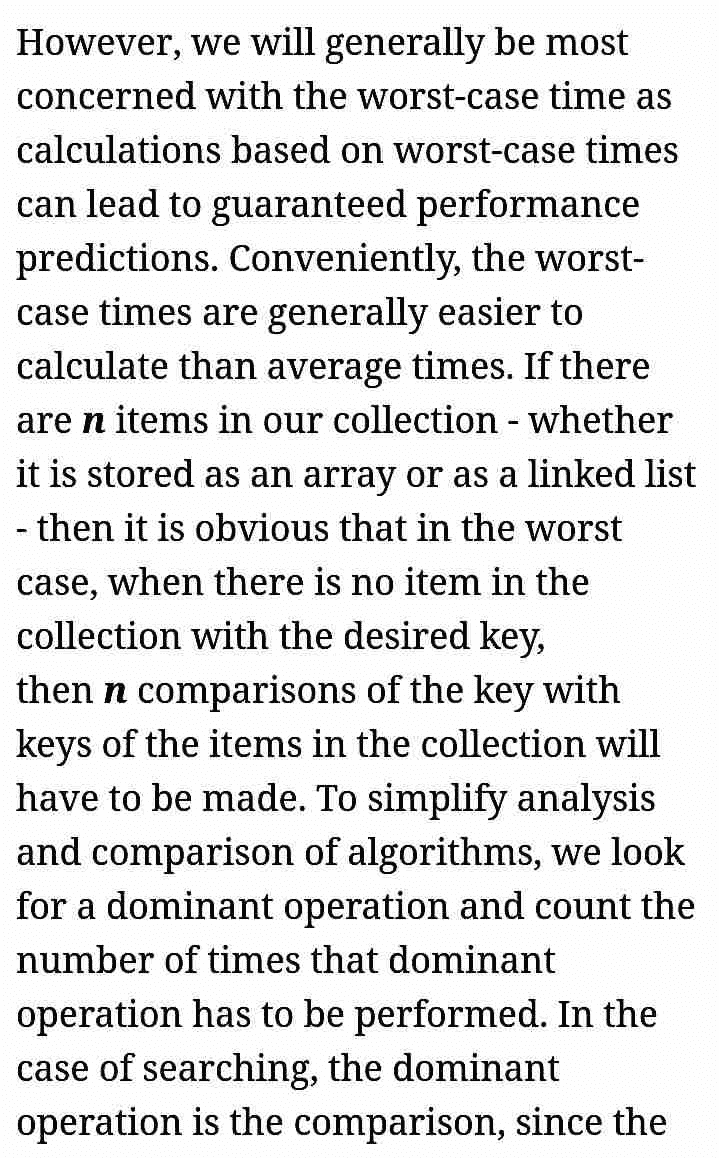 However, we will generally be most
concerned with the worst-case time as
calculations based on worst-case times
can lead to guaranteed performance
predictions. Conveniently, the worst-
case times are generally easier to
calculate than average times. If there
are n items in our collection - whether
it is stored as an array or as a linked list
- then it is obvious that in the worst
case, when there is no item in the
collection with the desired key,
then n comparisons of the key with
keys of the items in the collection will
have to be made. To simplify analysis
and comparison of algorithms, we look
for a dominant operation and count the
number of times that dominant
operation has to be performed. In the
case of searching, the dominant
operation is the comparison, since the